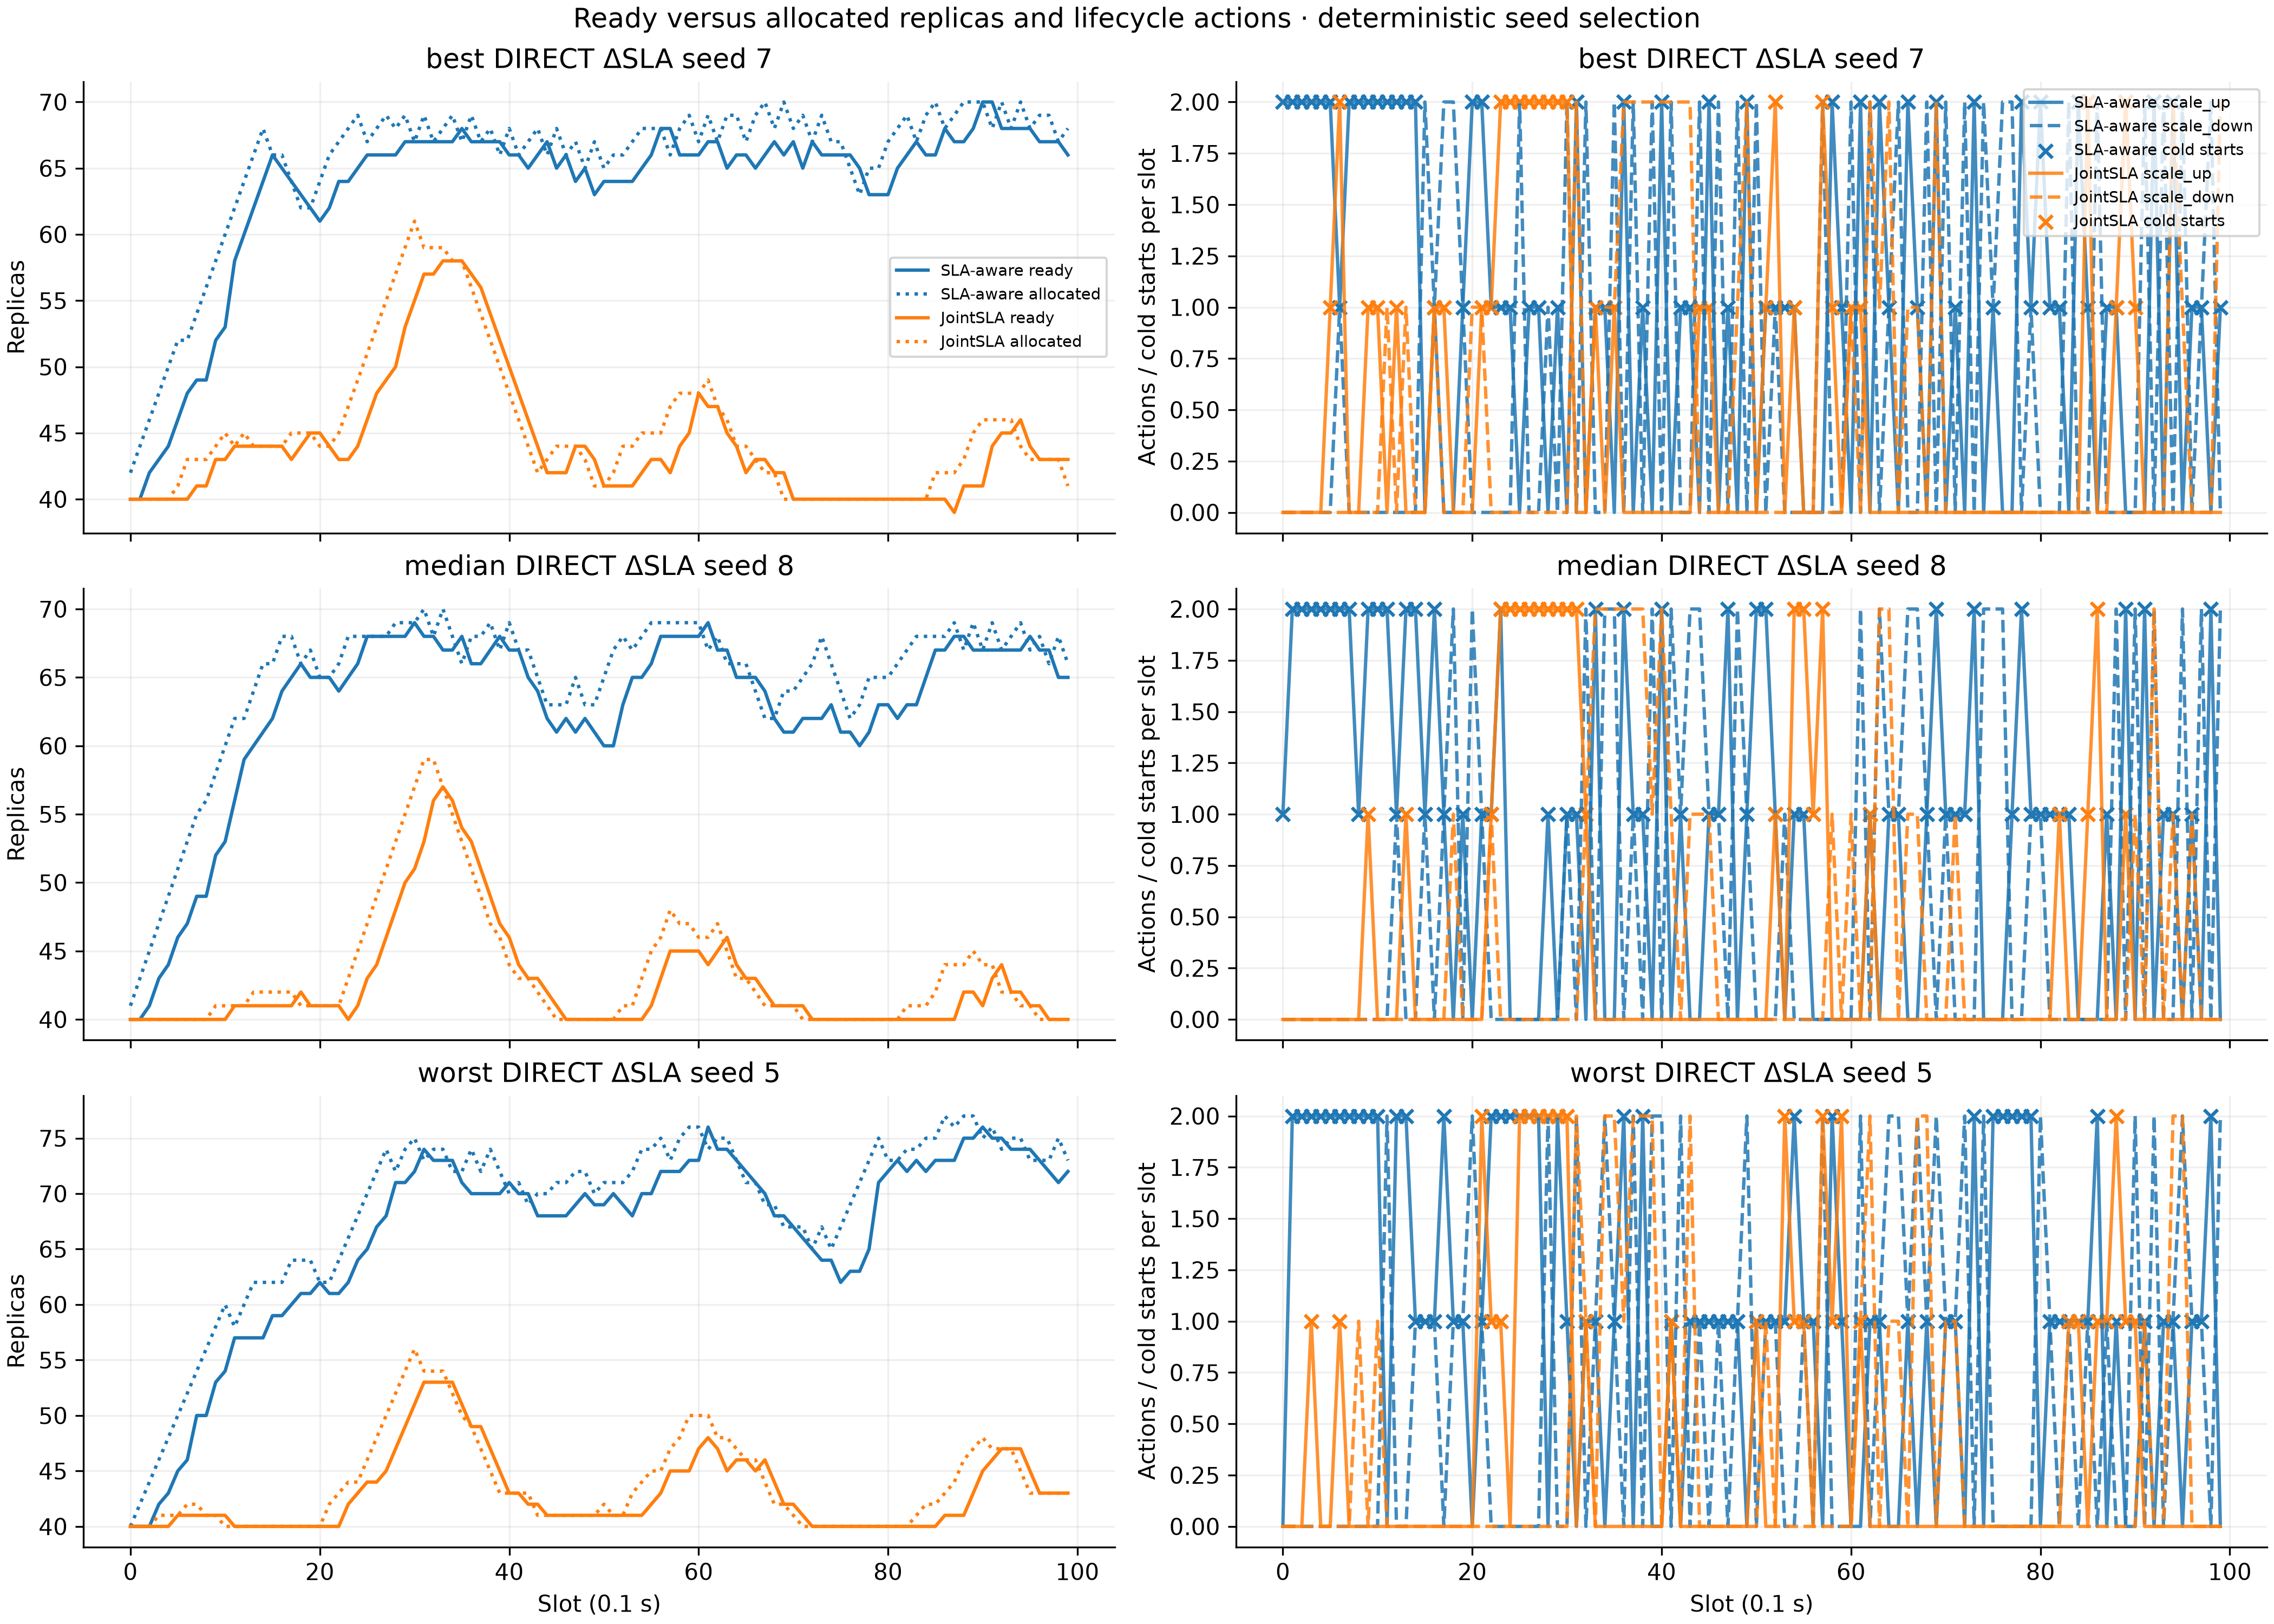 Ready versus allocated replicas and lifecycle actions · deterministic seed selection
best DIRECT ΔSLA seed 7
Replicas
70
65
60
55
50
45
40
SLA-aware ready
SLA-aware allocated
JointSLA ready
JointSLA allocated
best DIRECT ΔSLA seed 7
Actions / cold starts per slot
2.00
1.75
1.50
1.25
1.00
0.75
0.50
0.25
0.00
SLA-aware scale_up
SLA-aware scale_down
SLA-aware cold starts
JointSLA scale_up
JointSLA scale_down
JointSLA cold starts
median DIRECT ΔSLA seed 8
Replicas
70
65
60
55
50
45
40
median DIRECT ΔSLA seed 8
Actions / cold starts per slot
2.00
1.75
1.50
1.25
1.00
0.75
0.50
0.25
0.00
worst DIRECT ΔSLA seed 5
Replicas
75
70
65
60
55
50
45
40
0 20 40 60 80 100
Slot (0.1 s)
worst DIRECT ΔSLA seed 5
Actions / cold starts per slot
2.00
1.75
1.50
1.25
1.00
0.75
0.50
0.25
0.00
0 20 40 60 80 100
Slot (0.1 s)